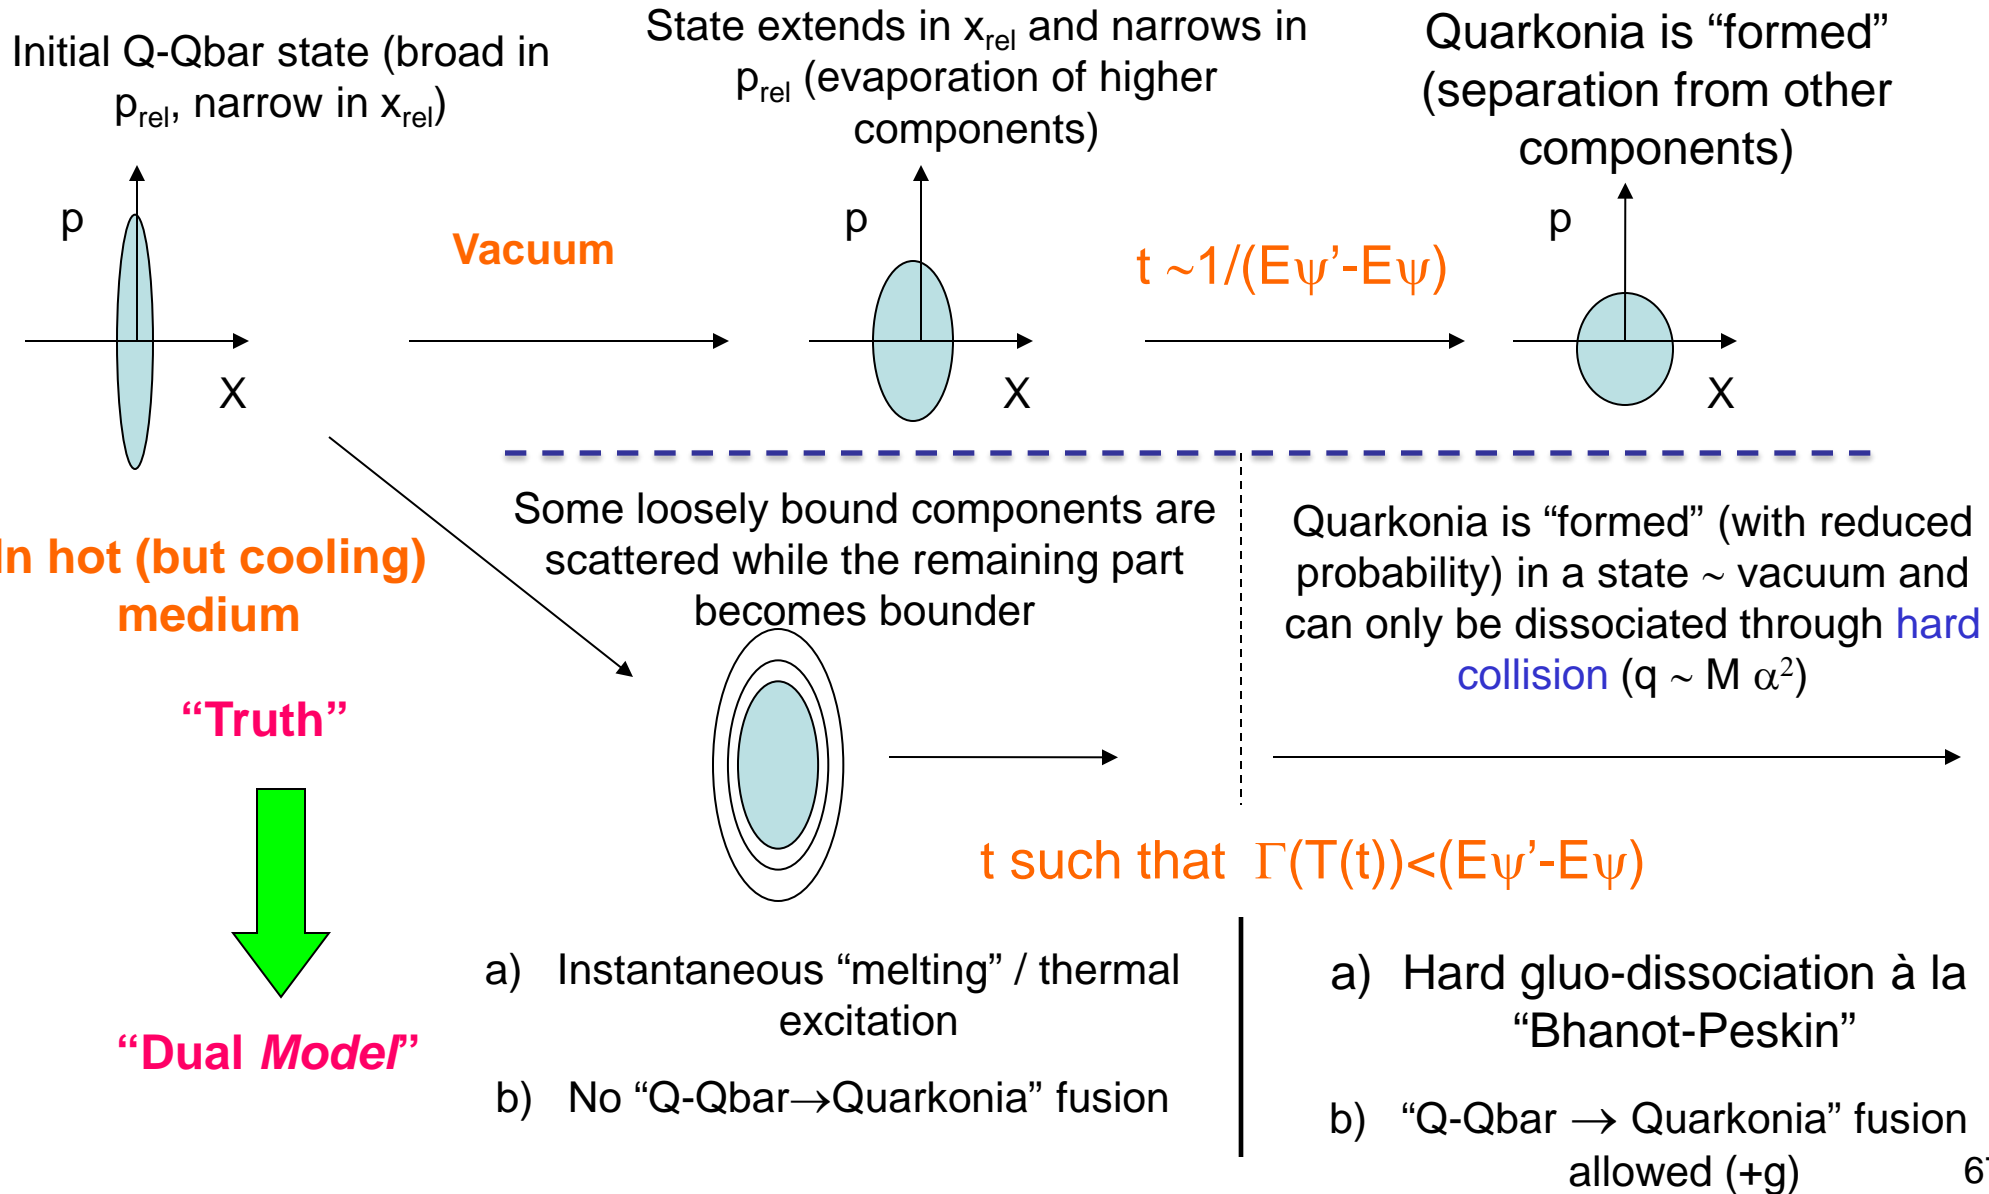 Initial Q-Qbar state (broad in
p_rel, narrow in x_rel)
State extends in x_rel and narrows in
p_rel (evaporation of higher
components)
Quarkonia is “formed”
(separation from other
components)
p
X
Vacuum
p
X
t ~1/(Eψ’-Eψ)
p
X
In hot (but cooling)
medium
“Truth”
“Dual Model”
Some loosely bound components are
scattered while the remaining part
becomes bounder
Quarkonia is “formed” (with reduced
probability) in a state ~ vacuum and
can only be dissociated through hard
collision (q ~ M α²)
t such that Γ(T(t))<(Eψ’-Eψ)
a) Instantaneous “melting” / thermal
excitation
b) No “Q-Qbar→Quarkonia” fusion
a) Hard gluo-dissociation à la
“Bhanot-Peskin”
b) “Q-Qbar → Quarkonia” fusion
allowed (+g)